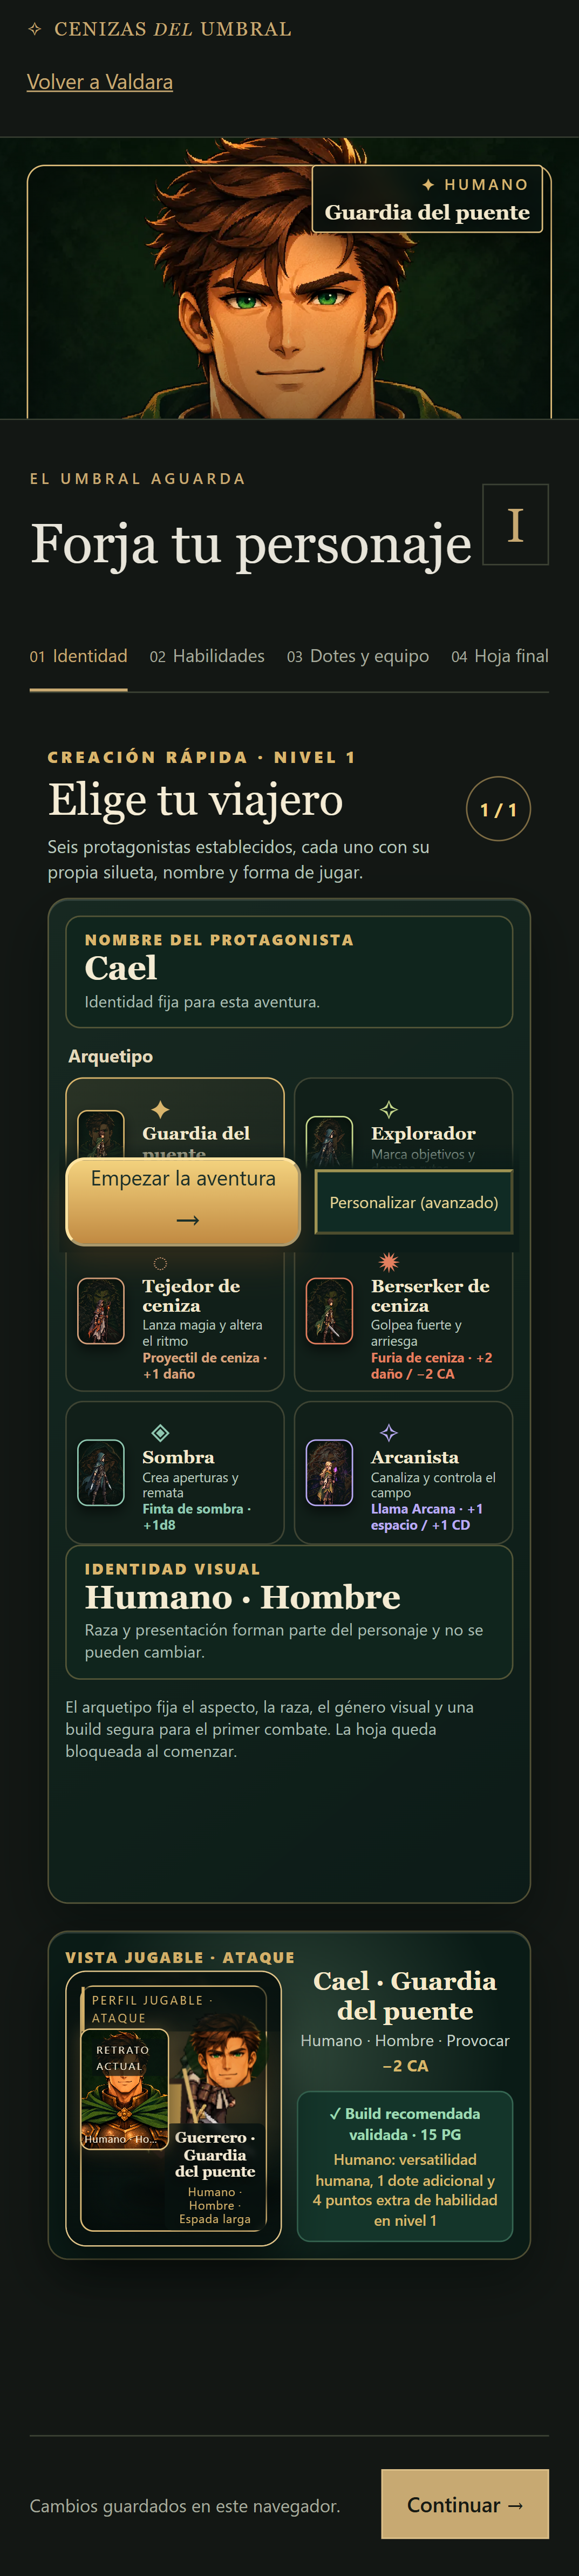 ✧ CENIZAS DEL UMBRAL
Volver a Valdara
✦ HUMANO
Guardia del puente
EL UMBRAL AGUARDA
Forja tu personaje
I
01 Identidad
02 Habilidades
03 Dotes y equipo
04 Hoja final
CREACIÓN RÁPIDA · NIVEL 1
Elige tu viajero
1 / 1
Seis protagonistas establecidos, cada uno con su
propia silueta, nombre y forma de jugar.
NOMBRE DEL PROTAGONISTA
Cael
Identidad fija para esta aventura.
Arquetipo
Guardia del
puente
Explorador
Marca objetivos y
Empezar la aventura
→
Personalizar (avanzado)
Tejedor de
ceniza
Lanza magia y altera
el ritmo
Proyectil de ceniza ·
+1 daño
Berserker de
ceniza
Golpea fuerte y
arriesga
Furia de ceniza · +2
daño / −2 CA
Sombra
Crea aperturas y
remata
Finta de sombra ·
+1d8
Arcanista
Canaliza y controla el
campo
Llama Arcana · +1
espacio / +1 CD
IDENTIDAD VISUAL
Humano · Hombre
Raza y presentación forman parte del personaje y no se
pueden cambiar.
El arquetipo fija el aspecto, la raza, el género visual y una
build segura para el primer combate. La hoja queda
bloqueada al comenzar.
VISTA JUGABLE · ATAQUE
PERFIL JUGABLE ·
ATAQUE
RETRATO
ACTUAL
Humano · Ho...
Guerrero ·
Guardia
del puente
Humano ·
Hombre ·
Espada larga
Cael · Guardia
del puente
Humano · Hombre · Provocar
−2 CA
✓ Build recomendada
validada · 15 PG
Humano: versatilidad
humana, 1 dote adicional y
4 puntos extra de habilidad
en nivel 1
Cambios guardados en este navegador.
Continuar →